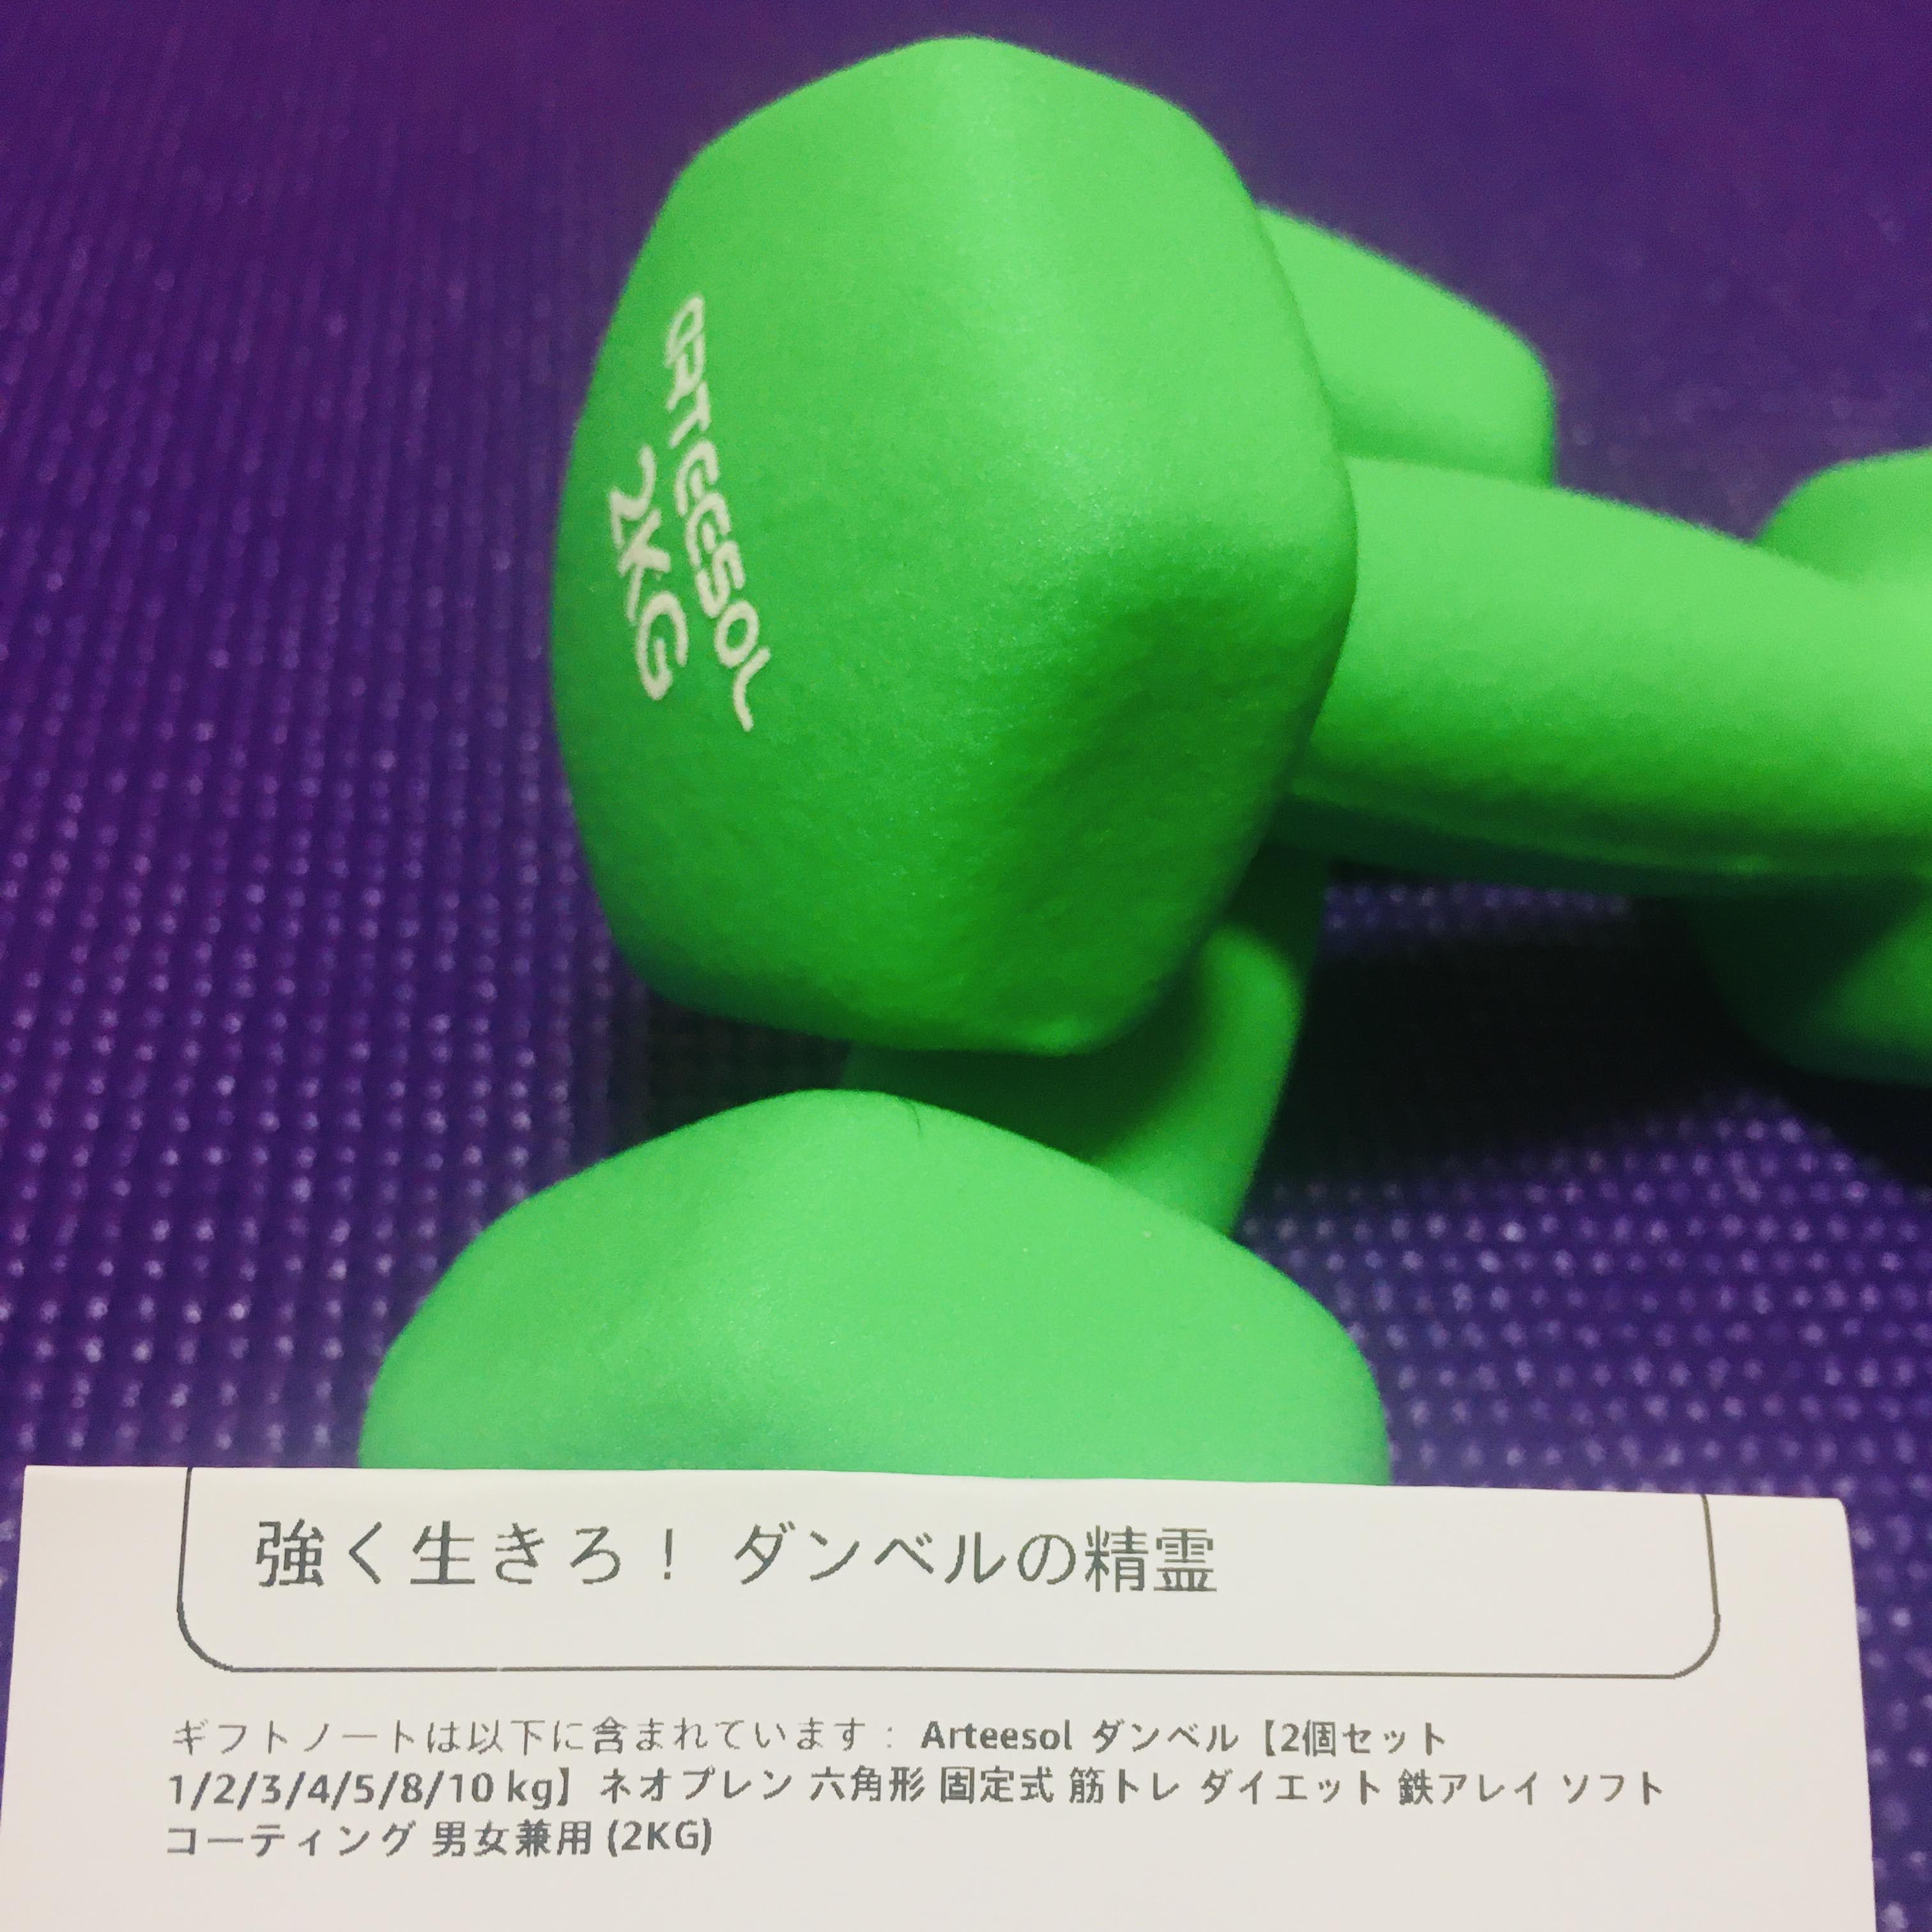 ARTEESOL
2KG
強く生きろ！ ダンベルの精霊
ギフトノートは以下に含まれています： Arteesol ダンベル【2個セット
1/2/3/4/5/8/10 kg】ネオプレン 六角形 固定式 筋トレ ダイエット 鉄アレイ ソフト
コーティング 男女兼用 (2KG)